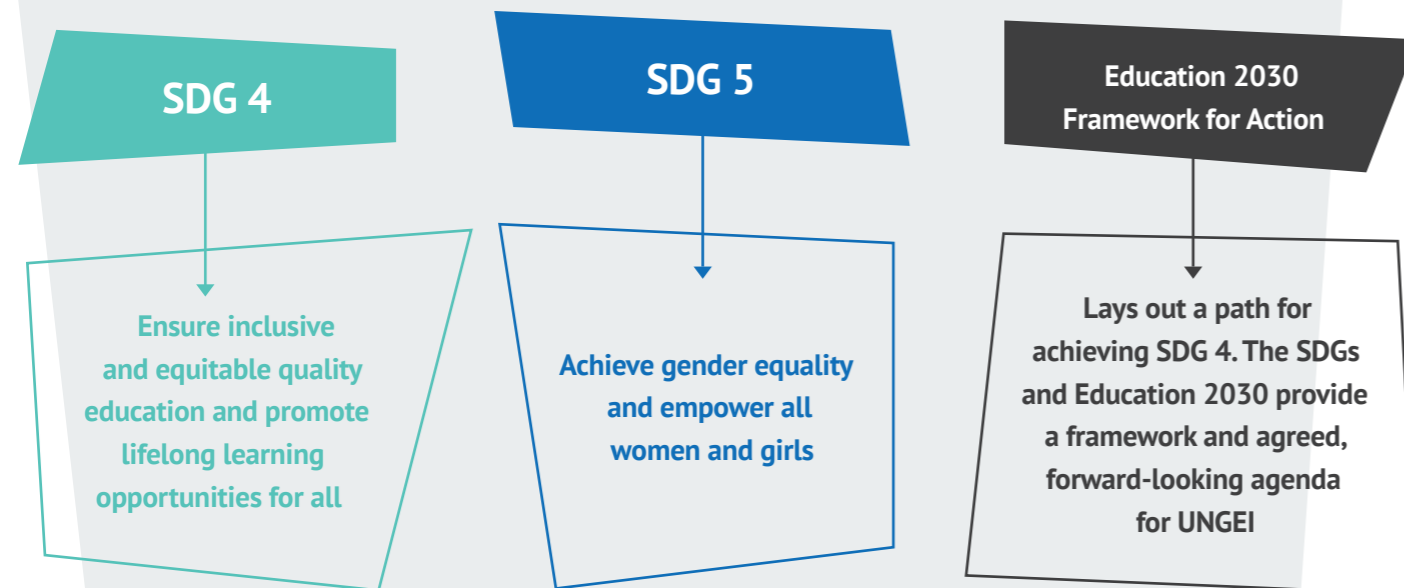 SDG 4
Ensure inclusive
and equitable quality
education and promote
lifelong learning
opportunities for all
SDG 5
Achieve gender equality
and empower all
women and girls
Education 2030
Framework for Action
Lays out a path for
achieving SDG 4. The SDGs
and Education 2030 provide
a framework and agreed,
forward-looking agenda
for UNGEI